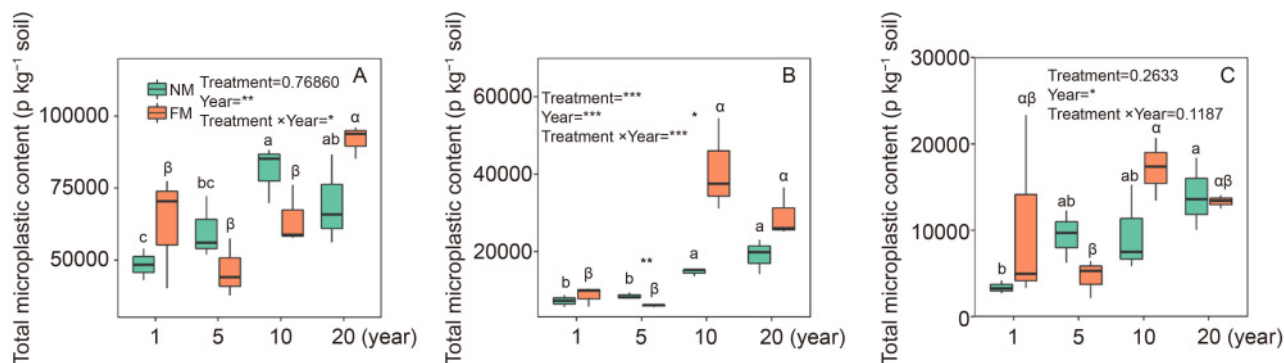 Total microplastic content (p kg⁻¹ soil)
A
NM
FM
Treatment=0.76860
Year=**
Treatment ×Year=*
100000
75000
50000
c
β
bc
β
a
β
ab
α
1 5 10 20 (year)
Total microplastic content (p kg⁻¹ soil)
B
Treatment=***
Year=***
Treatment ×Year=***
60000
40000
20000
b
β
b
**
β
*
a
α
a
α
1 5 10 20 (year)
Total microplastic content (p kg⁻¹ soil)
C
Treatment=0.2633
Year=*
Treatment ×Year=0.1187
30000
20000
10000
0
b
αβ
ab
β
ab
α
a
αβ
1 5 10 20 (year)